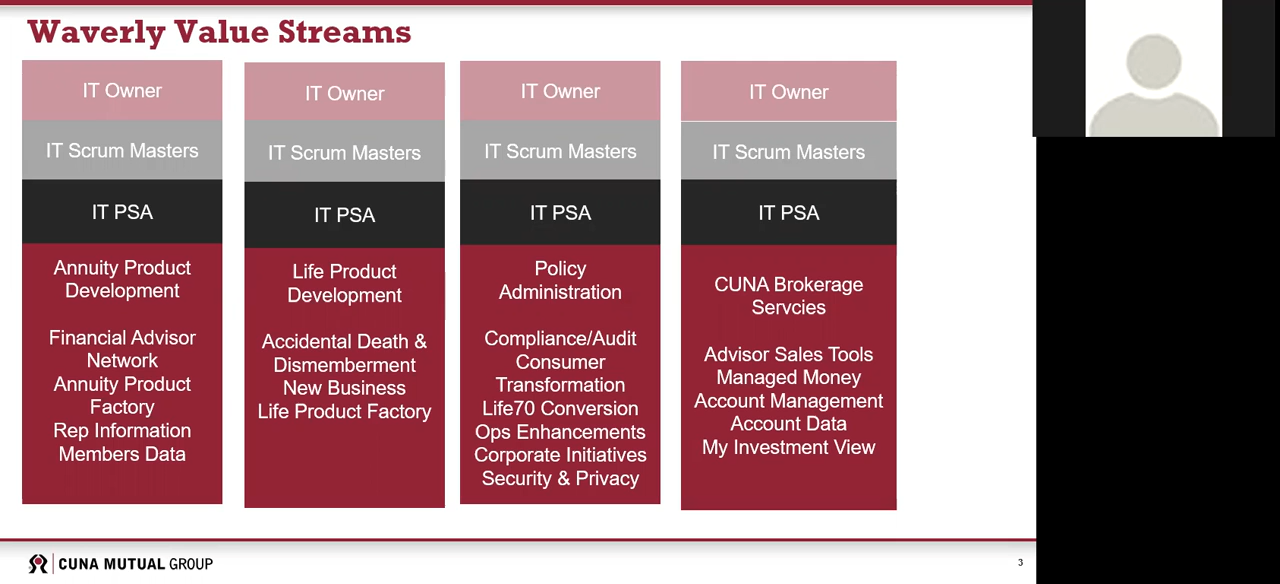 Waverly Value Streams
IT Owner
IT Scrum Masters
IT PSA
Annuity Product
Development
Financial Advisor
Network
Annuity Product
Factory
Rep Information
Members Data
IT Owner
IT Scrum Masters
IT PSA
Life Product
Development
Accidental Death &
Dismemberment
New Business
Life Product Factory
IT Owner
IT Scrum Masters
IT PSA
Policy
Administration
Compliance/Audit
Consumer
Transformation
Life70 Conversion
Ops Enhancements
Corporate Initiatives
Security & Privacy
IT Owner
IT Scrum Masters
IT PSA
CUNA Brokerage
Servcies
Advisor Sales Tools
Managed Money
Account Management
Account Data
My Investment View
CUNA MUTUAL GROUP
3